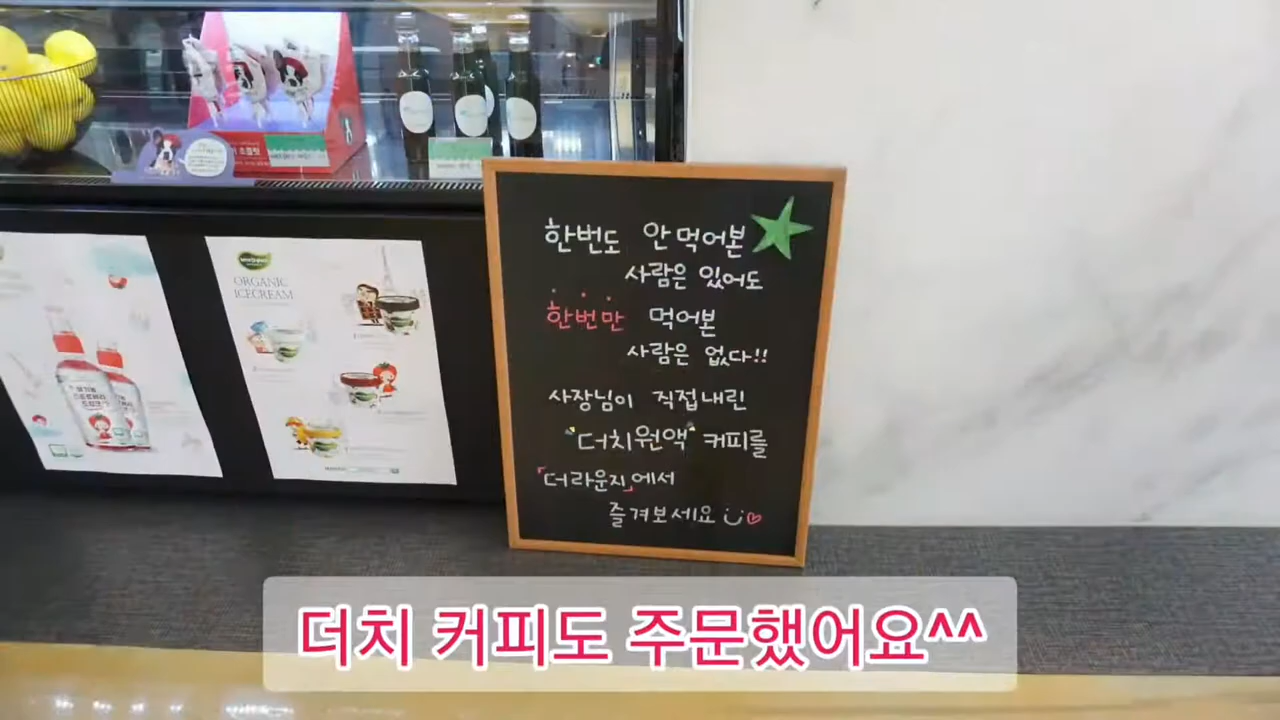 ORGANIC
ICECREAM
한번도 안먹어본
사람은 있어도
한번만 먹어본
사람은 없다!!
사장님이 직접내린
"더치원액" 커피를
「더라운지」에서
즐겨보세요
더치 커피도 주문했어요^^